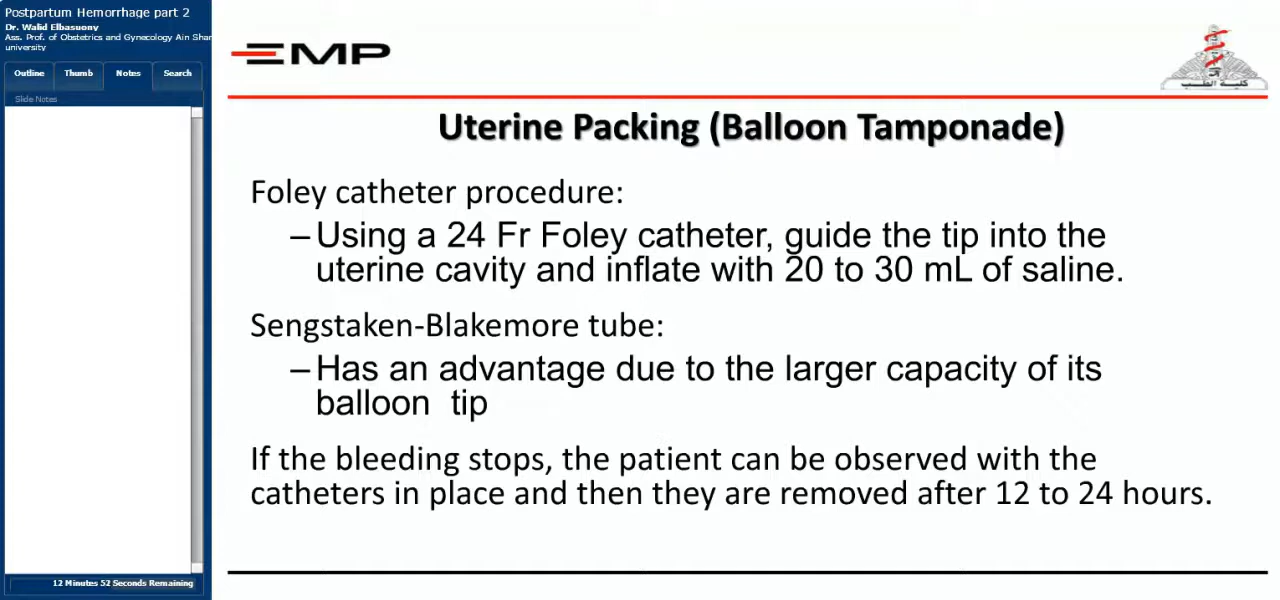 Postpartum Hemorrhage part 2
Dr. Walid Elbasuony
Ass. Prof. of Obstetrics and Gynecology Ain Shar
university
Outline Thumb Notes Search
Slide Notes
EMP
كلية الطب
Uterine Packing (Balloon Tamponade)
Foley catheter procedure:
–Using a 24 Fr Foley catheter, guide the tip into the
uterine cavity and inflate with 20 to 30 mL of saline.
Sengstaken-Blakemore tube:
–Has an advantage due to the larger capacity of its
balloon tip
If the bleeding stops, the patient can be observed with the
catheters in place and then they are removed after 12 to 24 hours.
12 Minutes 52 Seconds Remaining